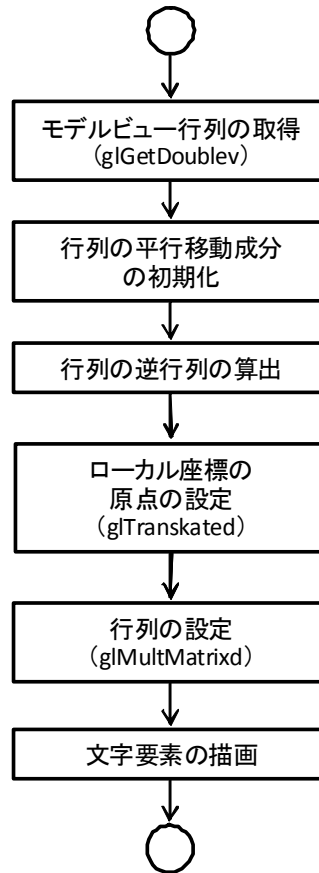 モデルビュー行列の取得
（glGetDoublev）
行列の平行移動成分
の初期化
行列の逆行列の算出
ローカル座標の
原点の設定
（glTranskated）
行列の設定
（glMultMatrixd）
文字要素の描画